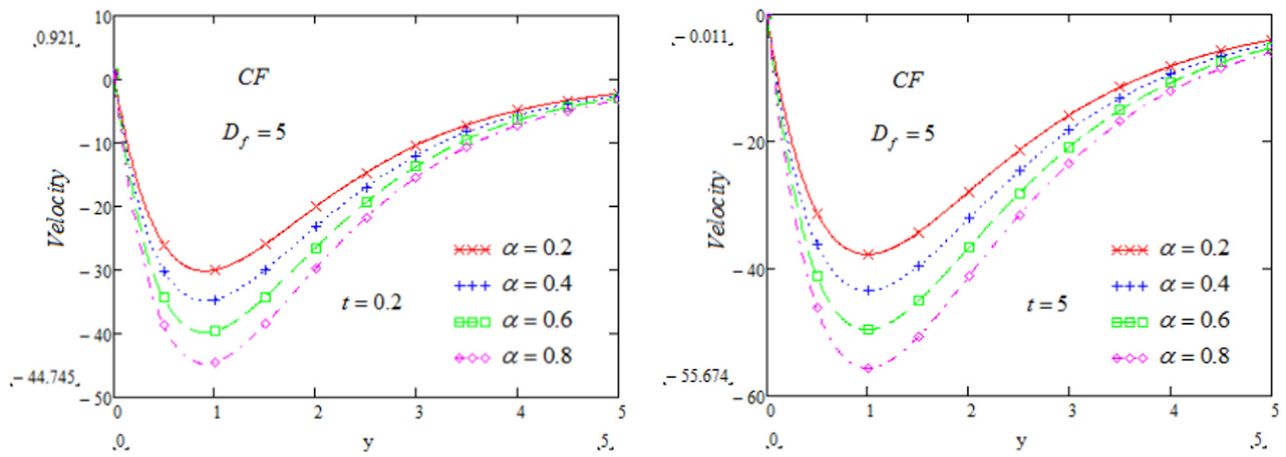 10
0.921
0
CF
D_f = 5
−10
−20
Velocity
−30
α = 0.2
α = 0.4
t = 0.2
α = 0.6
−40
α = 0.8
−44.745
−50
0 1 2 3 4 5
0 y 5
0
−0.011
CF
D_f = 5
−20
Velocity
α = 0.2
−40
α = 0.4
t = 5
α = 0.6
α = 0.8
−55.674
−60
0 1 2 3 4 5
0 y 5